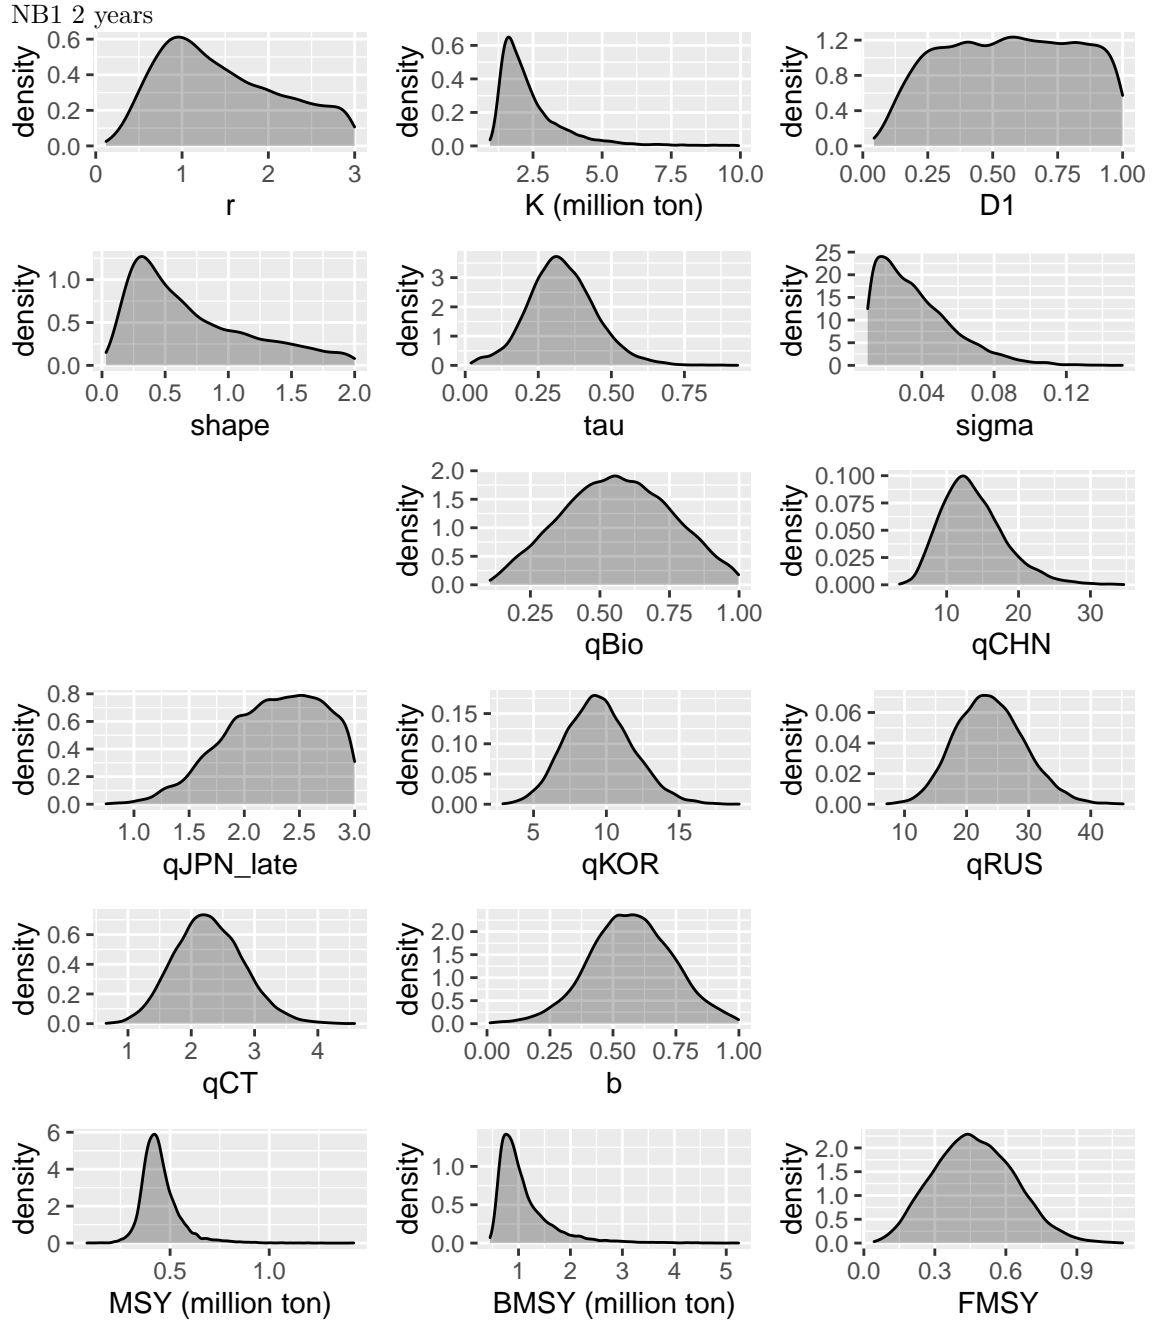 NB1 2 years
density
0.0
0.2
0.4
0.6
0 1 2 3
r
density
0.0
0.2
0.4
0.6
2.5 5.0 7.5 10.0
K (million ton)
density
0.0
0.4
0.8
1.2
0.00 0.25 0.50 0.75 1.00
D1
density
0.0
0.5
1.0
0.0 0.5 1.0 1.5 2.0
shape
density
0
1
2
3
0.00 0.25 0.50 0.75
tau
density
0
5
10
15
20
25
0.04 0.08 0.12
sigma
density
0.0
0.5
1.0
1.5
2.0
0.25 0.50 0.75 1.00
qBio
density
0.000
0.025
0.050
0.075
0.100
10 20 30
qCHN
density
0.0
0.2
0.4
0.6
0.8
1.0 1.5 2.0 2.5 3.0
qJPN_late
density
0.00
0.05
0.10
0.15
5 10 15
qKOR
density
0.00
0.02
0.04
0.06
10 20 30 40
qRUS
density
0.0
0.2
0.4
0.6
1 2 3 4
qCT
density
0.0
0.5
1.0
1.5
2.0
0.00 0.25 0.50 0.75 1.00
b
density
0
2
4
6
0.5 1.0
MSY (million ton)
density
0.0
0.5
1.0
1 2 3 4 5
BMSY (million ton)
density
0.0
0.5
1.0
1.5
2.0
0.0 0.3 0.6 0.9
FMSY